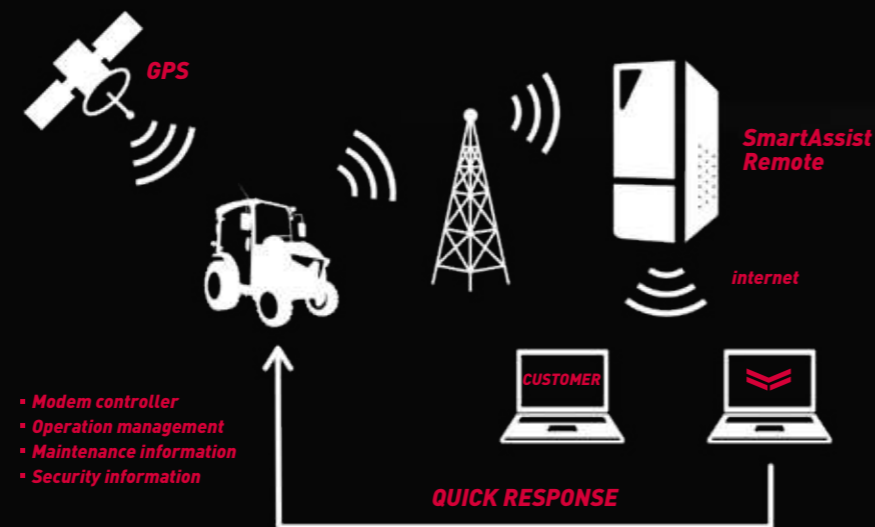 GPS
SmartAssist
Remote
internet
CUSTOMER
▪ Modem controller
▪ Operation management
▪ Maintenance information
▪ Security information
QUICK RESPONSE